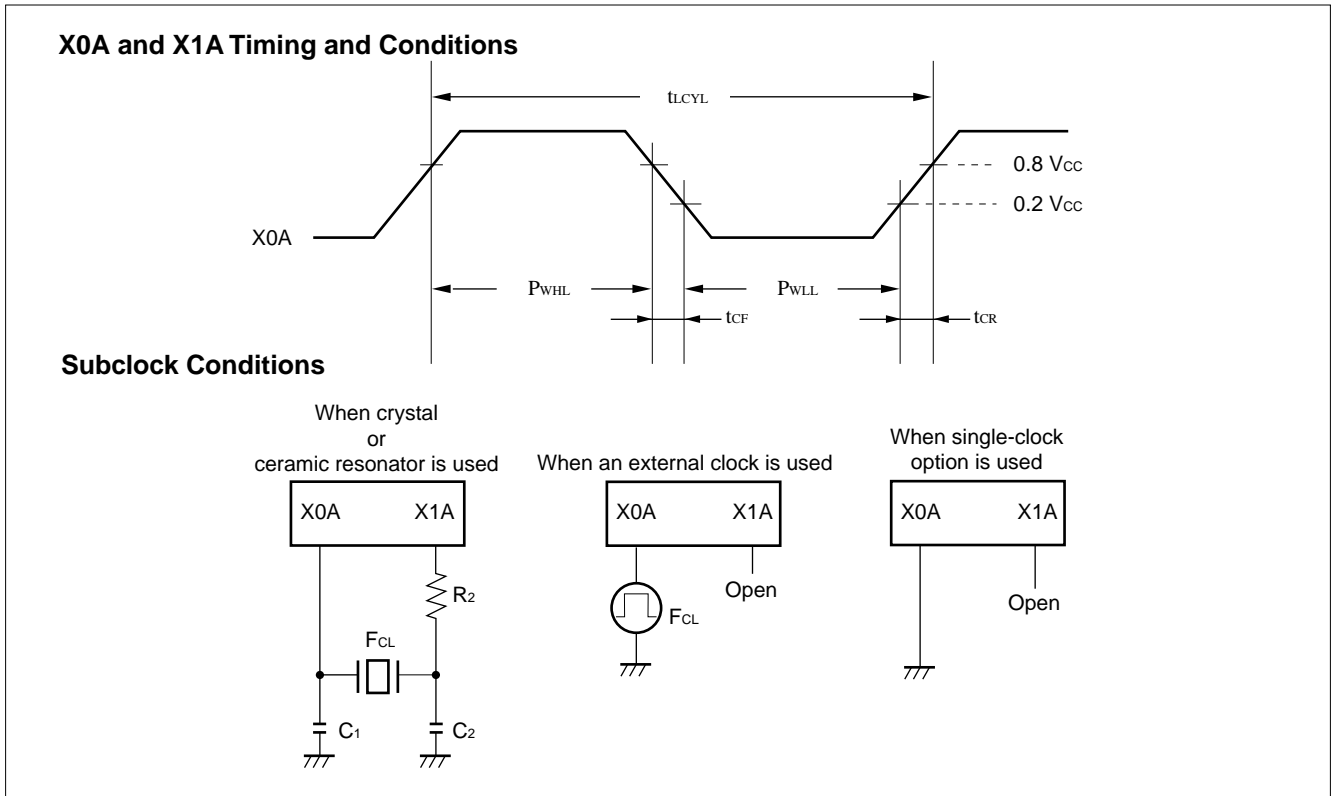 X0A and X1A Timing and Conditions
tLCYL
0.8 VCC
0.2 VCC
X0A
PWHL
PWLL
tCF
tCR
Subclock Conditions
When crystal
or
ceramic resonator is used
X0A X1A
R2
FCL
C1
C2
When an external clock is used
X0A X1A
Open
FCL
When single-clock
option is used
X0A X1A
Open